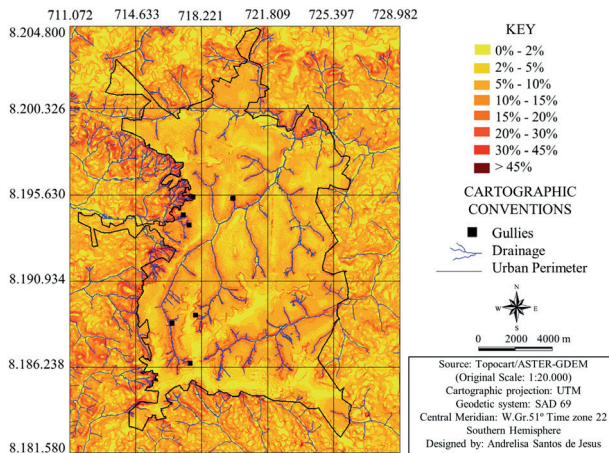 711.072 714.633 718.221 721.809 725.397 728.982
8.204.800
8.200.326
8.195.630
8.190.934
8.186.238
8.181.580
KEY
0% - 2%
2% - 5%
5% - 10%
10% - 15%
15% - 20%
20% - 30%
30% - 45%
> 45%
CARTOGRAPHIC
CONVENTIONS
Gullies
Drainage
Urban Perimeter
N
W E
S
0 2000 4000 m
Source: Topocart/ASTER-GDEM
(Original Scale: 1:20.000)
Cartographic projection: UTM
Geodetic system: SAD 69
Central Meridian: W.Gr.51º Time zone 22
Southern Hemisphere
Designed by: Andrelisa Santos de Jesus